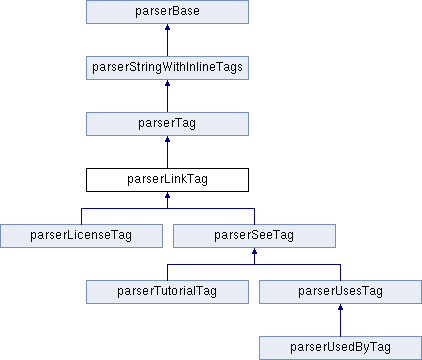 parserBase
parserStringWithInlineTags
parserTag
parserLinkTag
parserLicenseTag
parserSeeTag
parserTutorialTag
parserUsesTag
parserUsedByTag